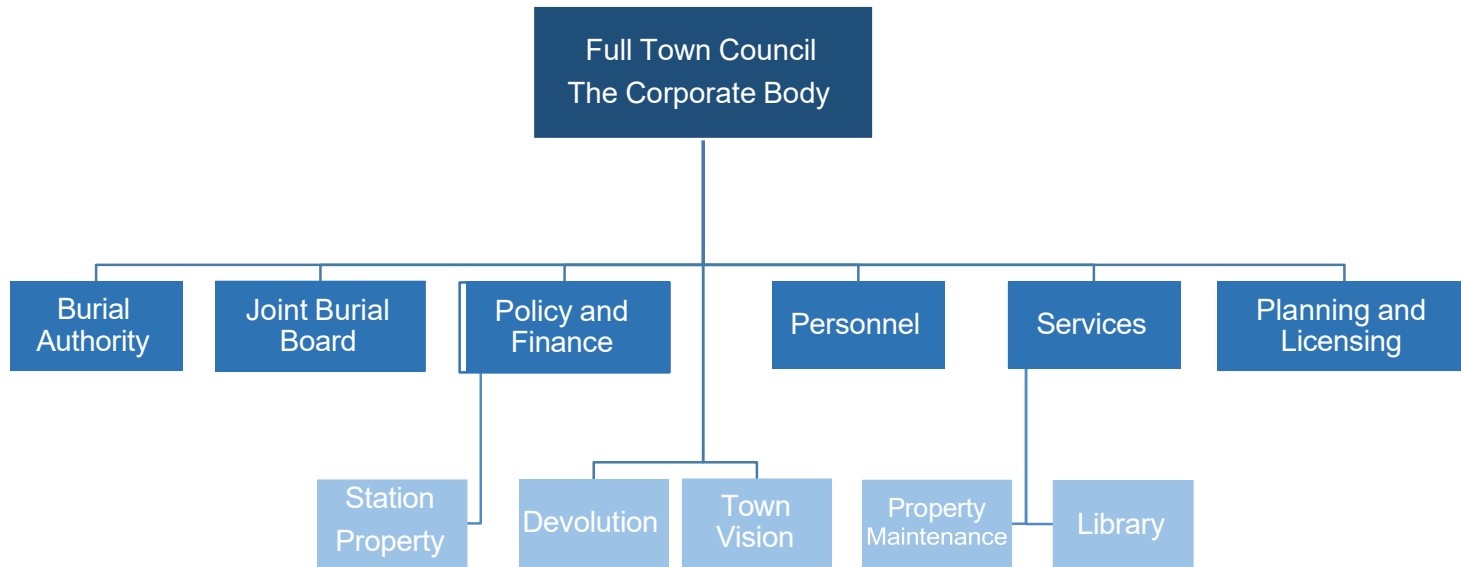 Full Town Council
The Corporate Body
Burial
Authority
Joint Burial
Board
Policy and
Finance
Personnel
Services
Planning and
Licensing
Station
Property
Devolution
Town
Vision
Property
Maintenance
Library